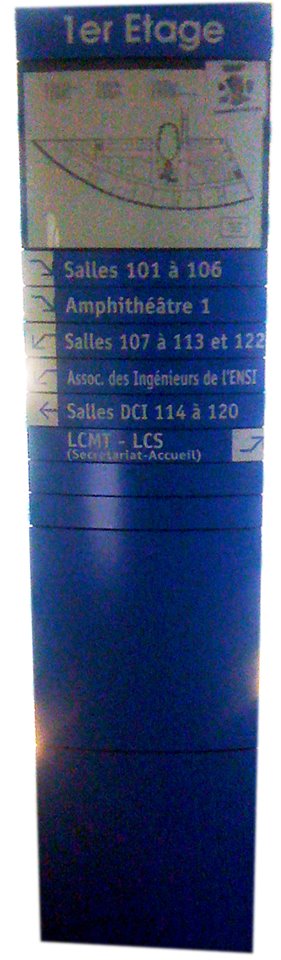 1er Etage
Salles 101 à 106
Amphithéâtre 1
Salles 107 à 113 et 122
Assoc. des Ingénieurs de l'ENSI
Salles DCI 114 à 120
LCMT - LCS
(Secrétariat-Accueil)